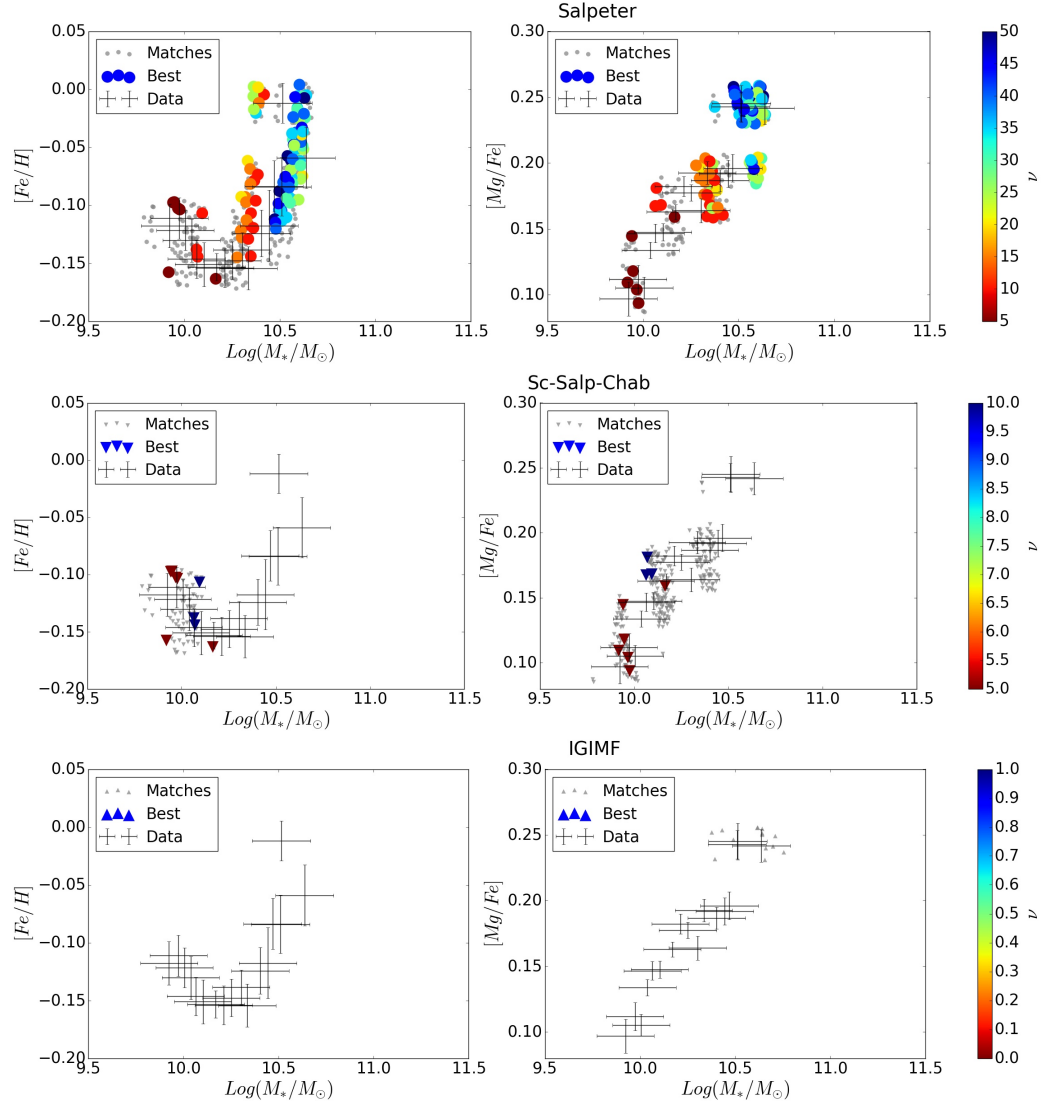 Salpeter
0.05
0.00
−0.05
−0.10
−0.15
−0.20
[Fe/H]
Matches
Best
Data
9.5 10.0 10.5 11.0 11.5
Log(M*/M⊙)
0.30
0.25
0.20
0.15
0.10
[Mg/Fe]
Matches
Best
Data
9.5 10.0 10.5 11.0 11.5
Log(M*/M⊙)
50
45
40
35
30
25
20
15
10
5
ν
Sc-Salp-Chab
0.05
0.00
−0.05
−0.10
−0.15
−0.20
[Fe/H]
Matches
Best
Data
9.5 10.0 10.5 11.0 11.5
Log(M*/M⊙)
0.30
0.25
0.20
0.15
0.10
[Mg/Fe]
Matches
Best
Data
9.5 10.0 10.5 11.0 11.5
Log(M*/M⊙)
10.0
9.5
9.0
8.5
8.0
7.5
7.0
6.5
6.0
5.5
5.0
ν
IGIMF
0.05
0.00
−0.05
−0.10
−0.15
−0.20
[Fe/H]
Matches
Best
Data
9.5 10.0 10.5 11.0 11.5
Log(M*/M⊙)
0.30
0.25
0.20
0.15
0.10
[Mg/Fe]
Matches
Best
Data
9.5 10.0 10.5 11.0 11.5
Log(M*/M⊙)
1.0
0.9
0.8
0.7
0.6
0.5
0.4
0.3
0.2
0.1
0.0
ν